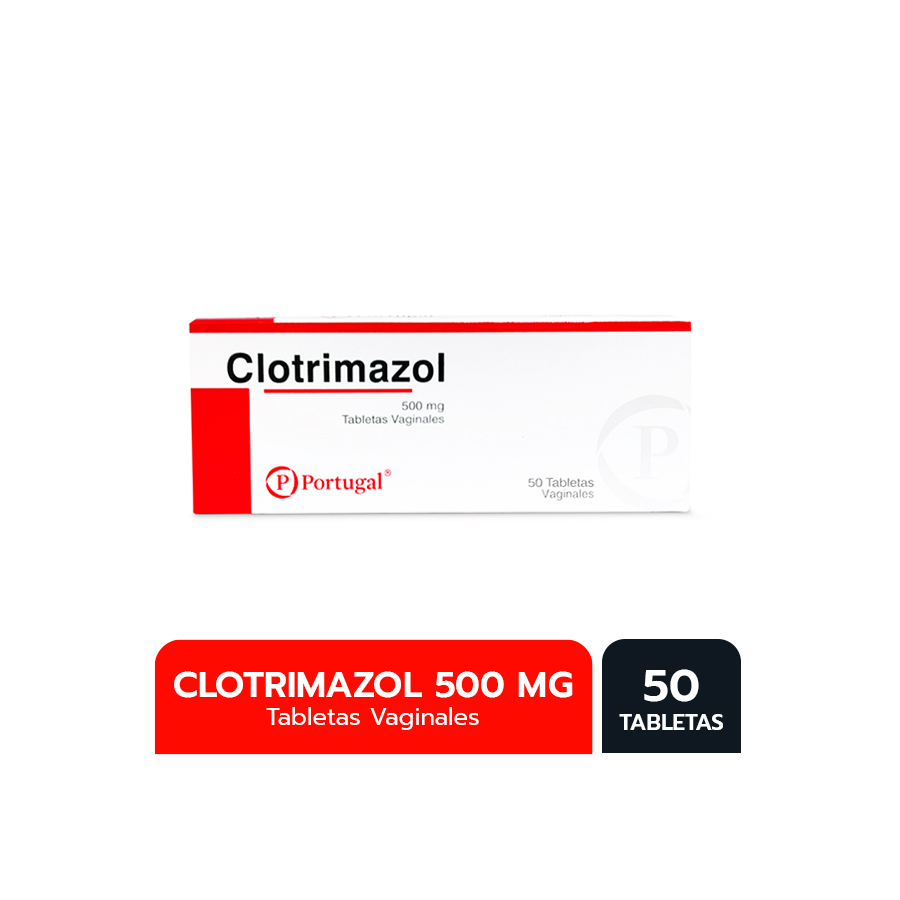 Clotrimazol
500 mg
Tabletas Vaginales
P Portugal®
50 Tabletas
Vaginales
P
CLOTRIMAZOL 500 MG
Tabletas Vaginales
50
TABLETAS